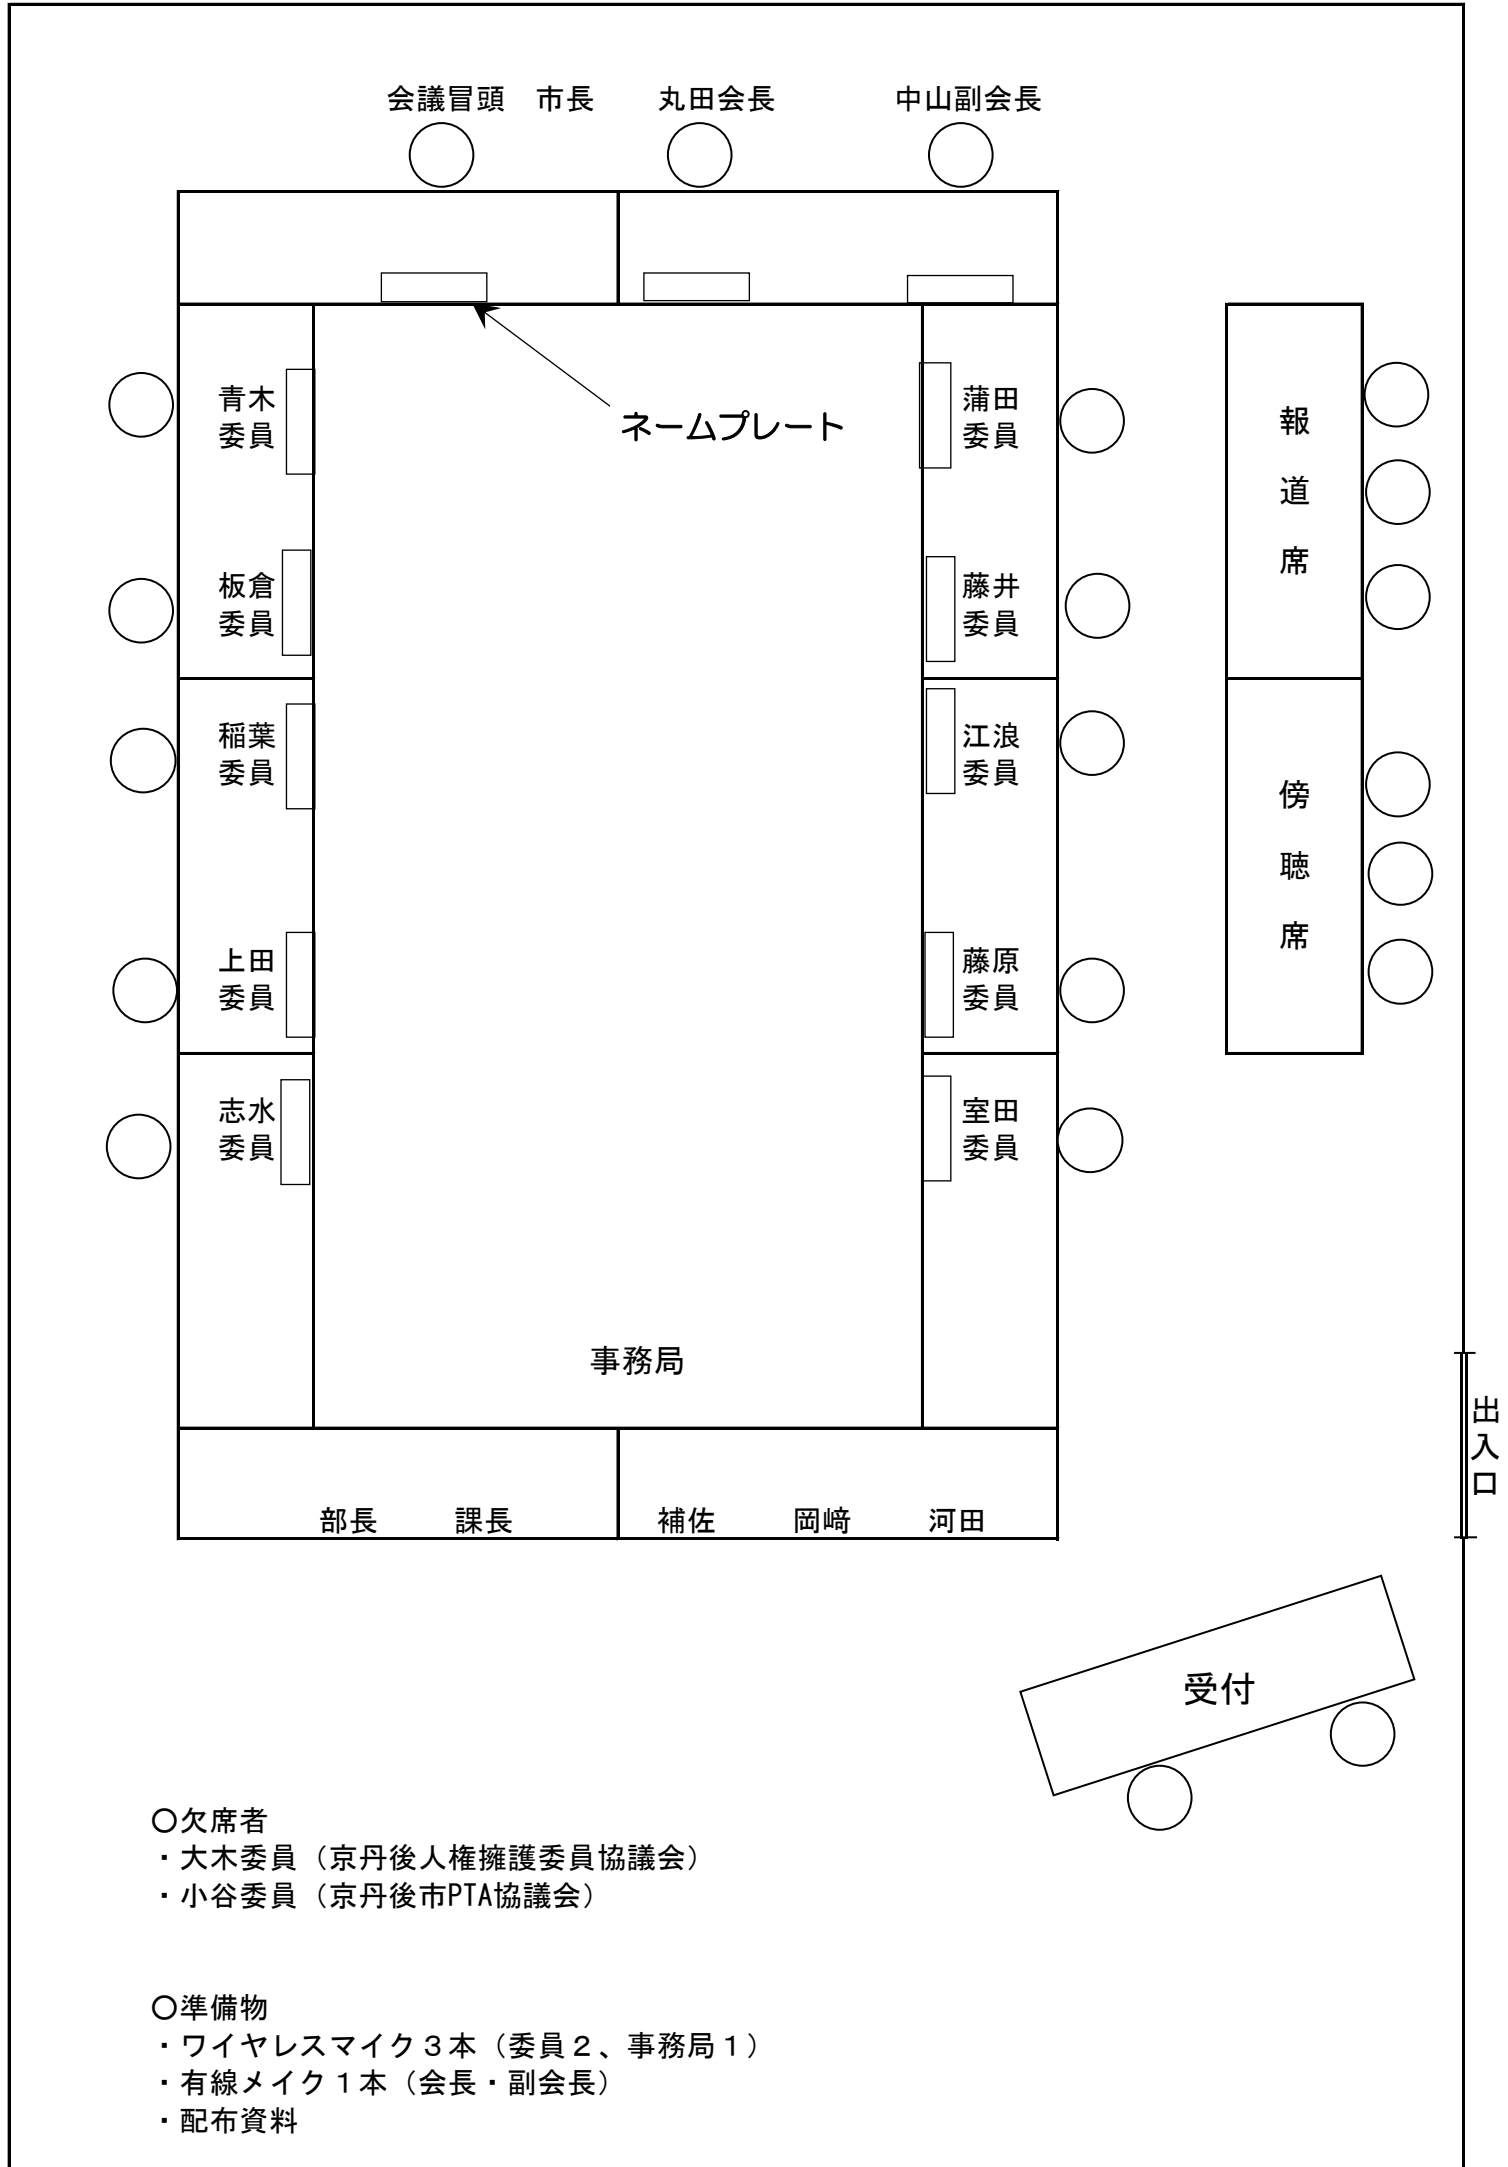 会議冒頭　市長　　丸田会長　　　　中山副会長
ネームプレート
青木
委員
板倉
委員
稲葉
委員
上田
委員
志水
委員
蒲田
委員
藤井
委員
江浪
委員
藤原
委員
室田
委員
報
道
席
傍
聴
席
事務局
部長　　課長　　　　補佐　　岡﨑　　河田
出
入
口
受付
〇欠席者
・大木委員（京丹後人権擁護委員協議会）
・小谷委員（京丹後市PTA協議会）
〇準備物
・ワイヤレスマイク３本（委員２、事務局１）
・有線メイク１本（会長・副会長）
・配布資料